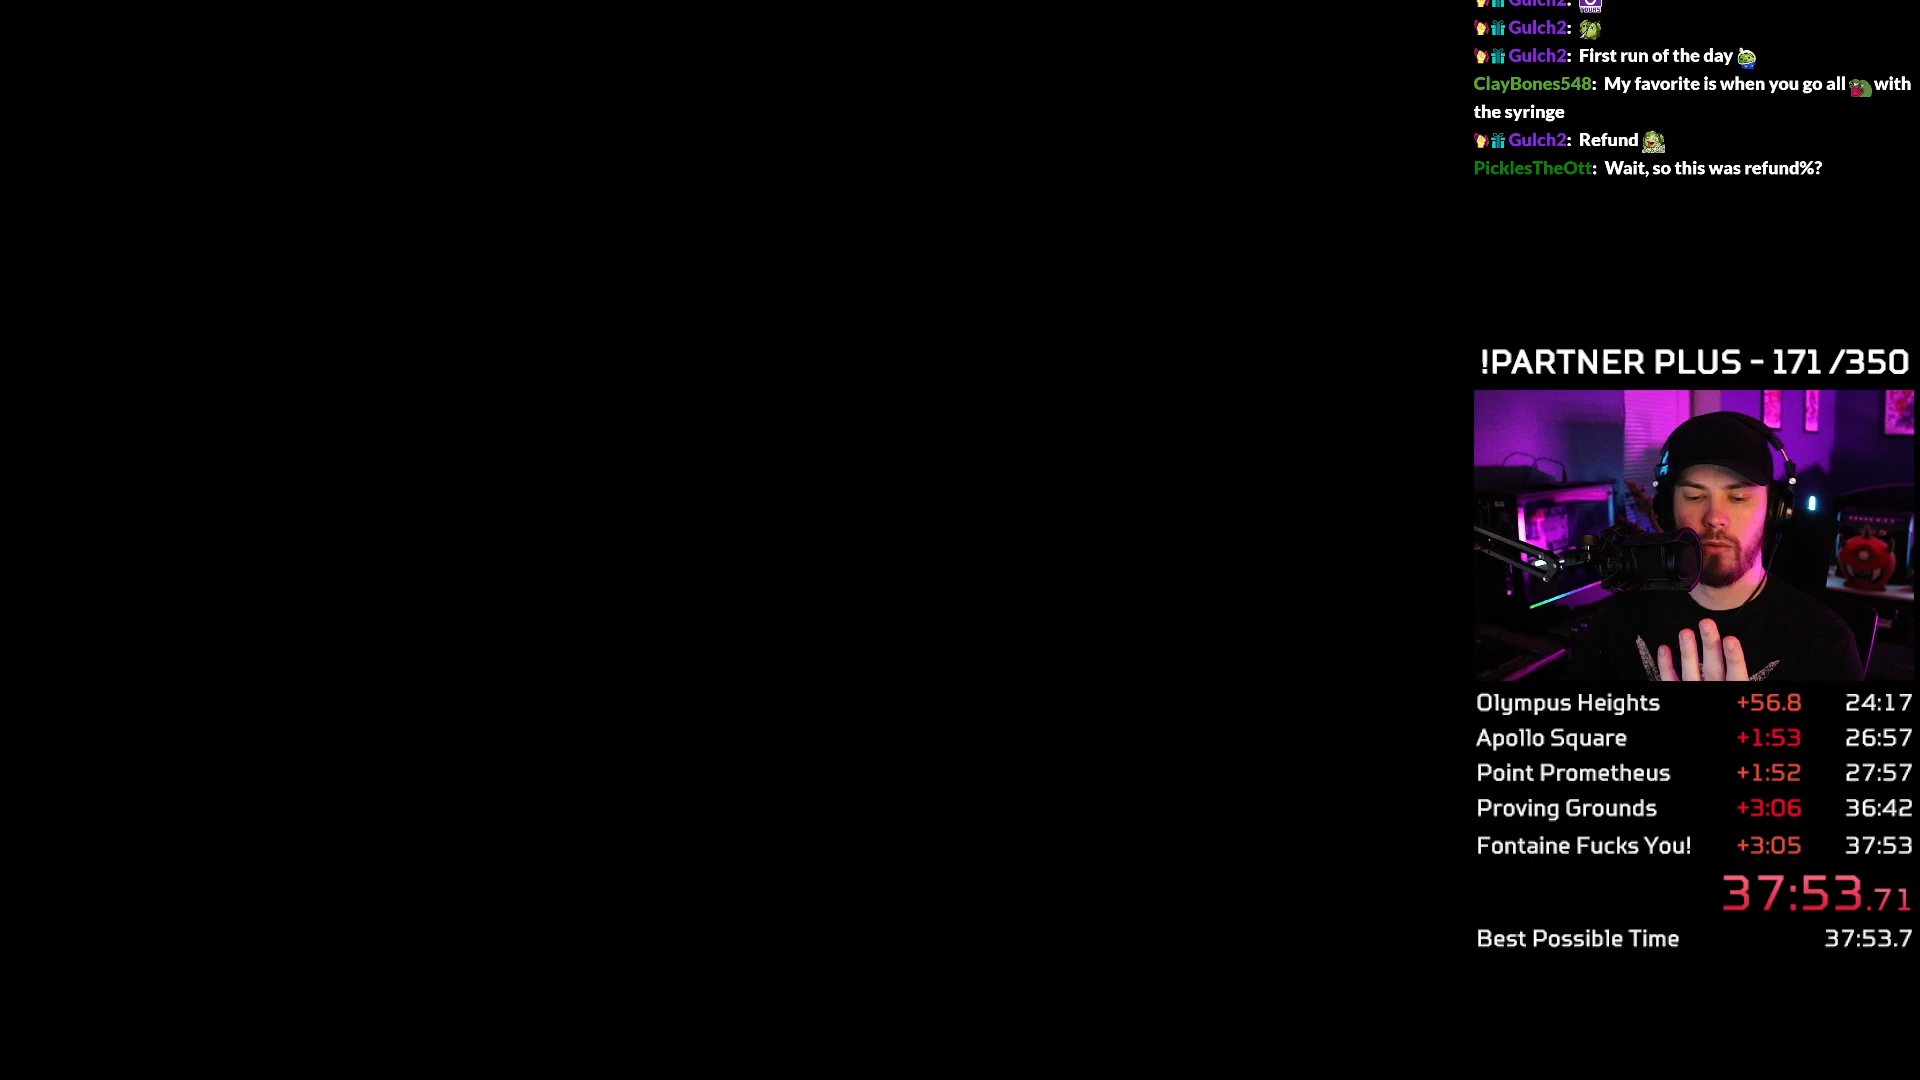 Gulch2:
Gulch2:
Gulch2: First run of the day
ClayBones548: My favorite is when you go all with
the syringe
Gulch2: Refund
PicklesTheOtt: Wait, so this was refund%?
!PARTNER PLUS - 171 /350
Olympus Heights +56.8 24:17
Apollo Square +1:53 26:57
Point Prometheus +1:52 27:57
Proving Grounds +3:06 36:42
Fontaine Fucks You! +3:05 37:53
37:53.71
Best Possible Time 37:53.7